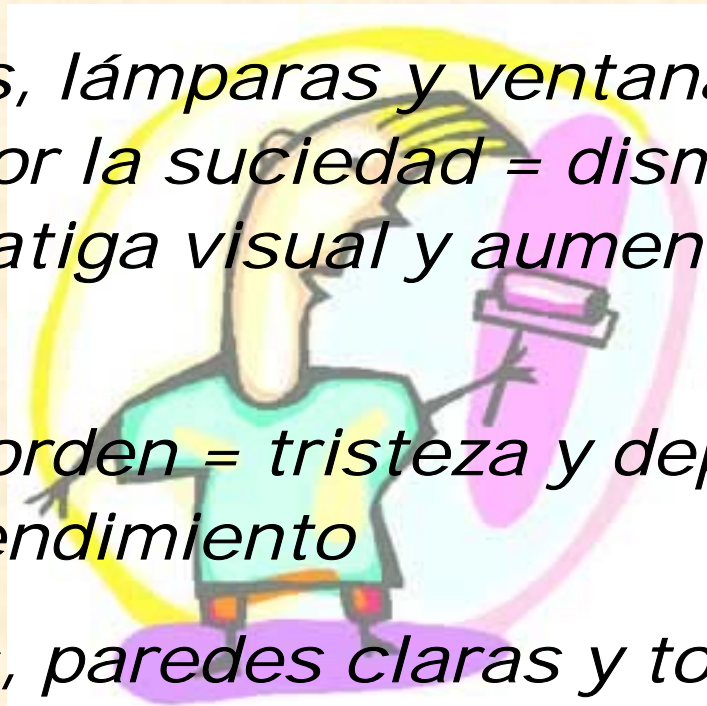 s, lámparas y ventana
or la suciedad = dism
atiga visual y aumen
orden = tristeza y dep
endimiento
, paredes claras y to